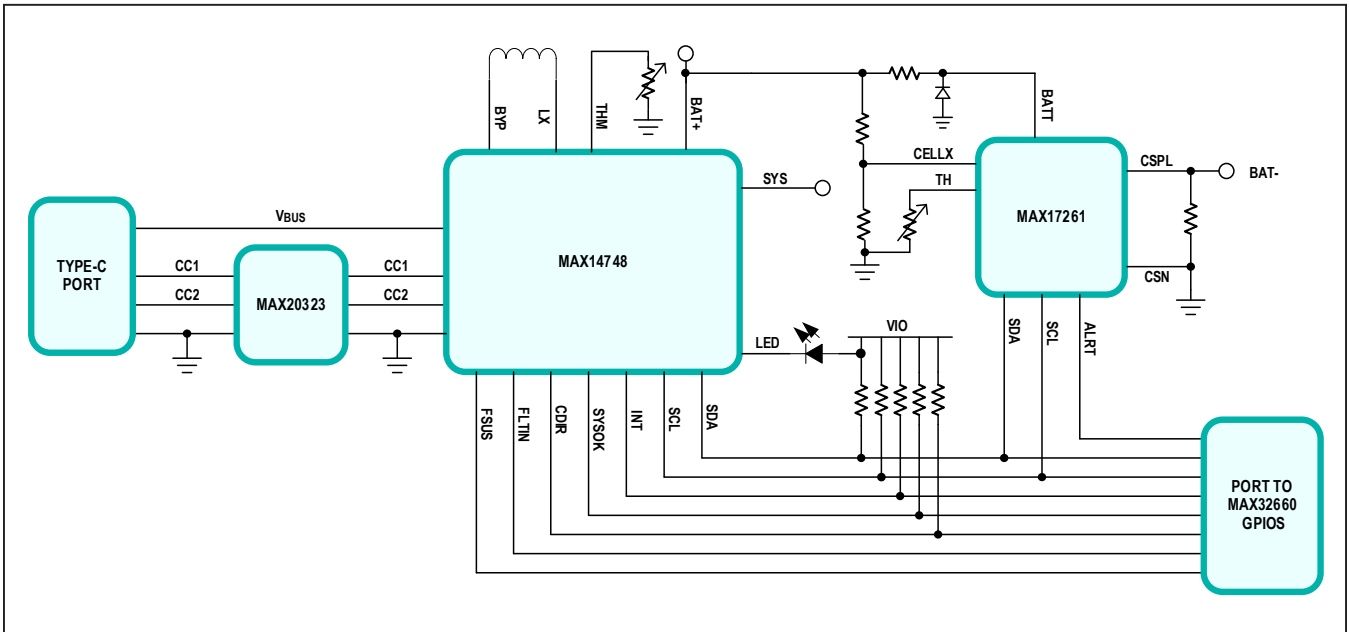 BYP
LX
THM
BAT+
BATT
CELLX
TH
CSPL
BAT-
MAX17261
CSN
SYS
VBUS
TYPE-C
PORT
CC1
CC2
MAX20323
CC1
CC2
MAX14748
LED
VIO
SDA
SCL
ALRT
FSUS
FLTIN
CDIR
SYSOK
INT
SCL
SDA
PORT TO
MAX32660
GPIOS